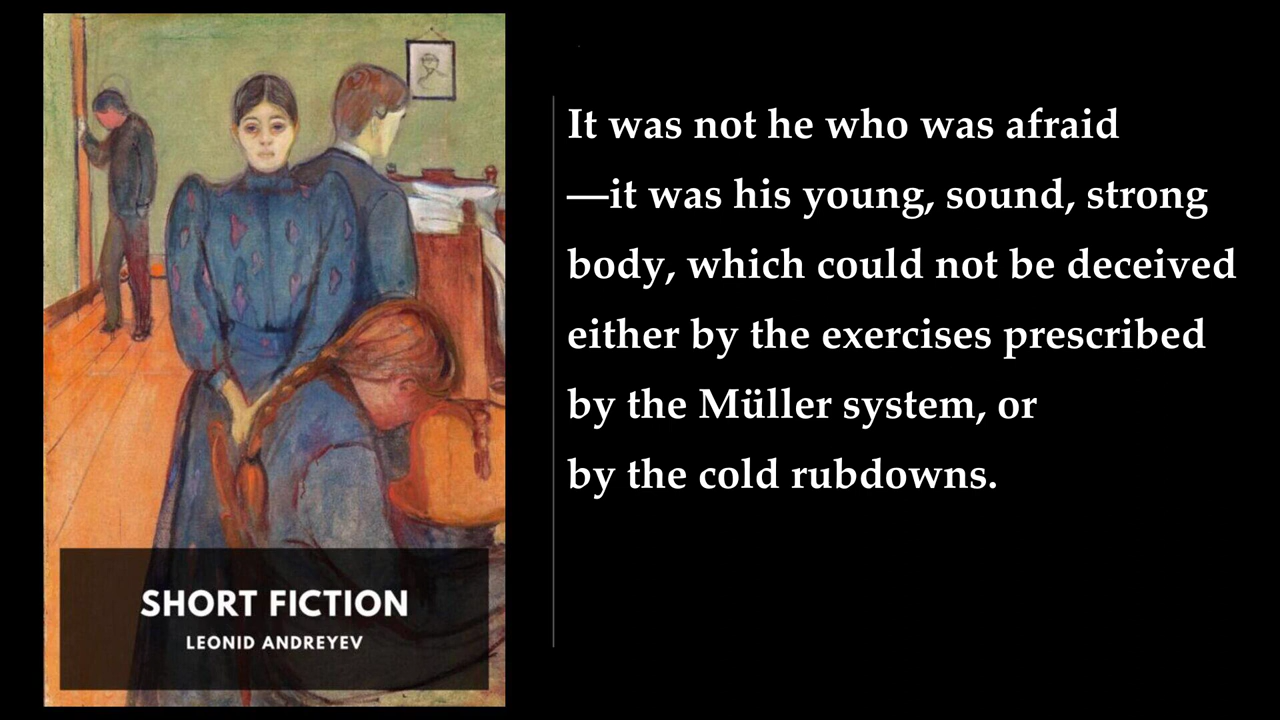 It was not he who was afraid
—it was his young, sound, strong
body, which could not be deceived
either by the exercises prescribed
by the Müller system, or
by the cold rubdowns.
SHORT FICTION
LEONID ANDREYEV